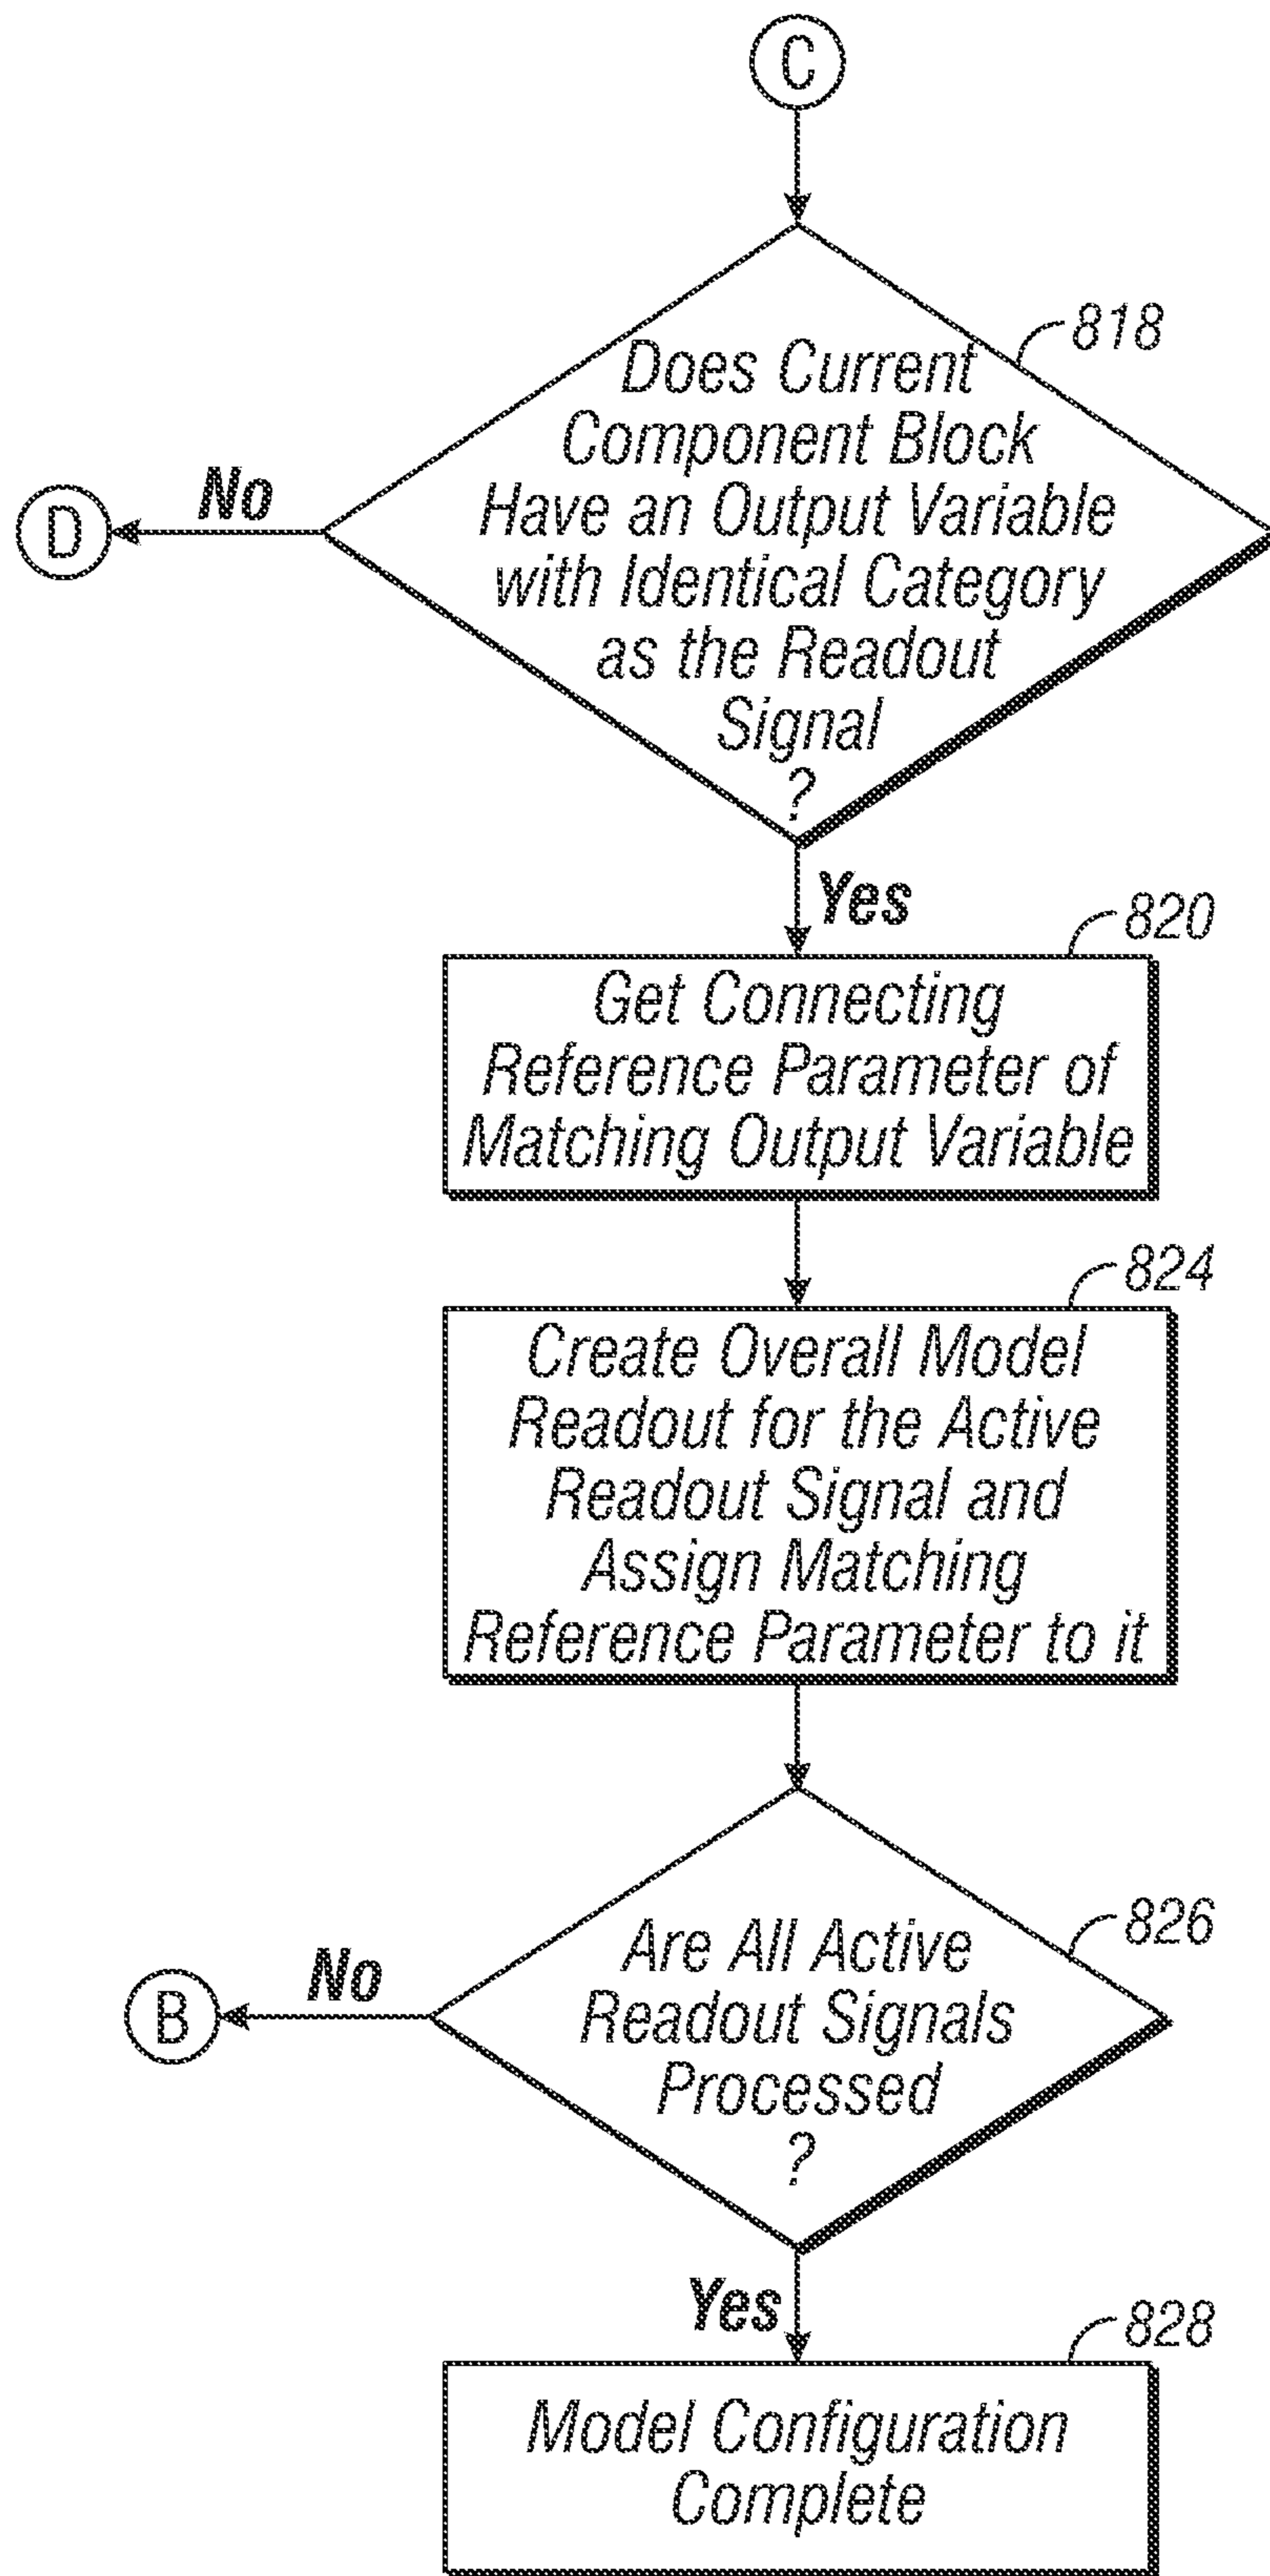 C
818
Does Current
Component Block
Have an Output Variable
with Identical Category
as the Readout
Signal
?
No
D
Yes
820
Get Connecting
Reference Parameter of
Matching Output Variable
824
Create Overall Model
Readout for the Active
Readout Signal and
Assign Matching
Reference Parameter to it
826
Are All Active
Readout Signals
Processed
?
No
B
Yes
828
Model Configuration
Complete